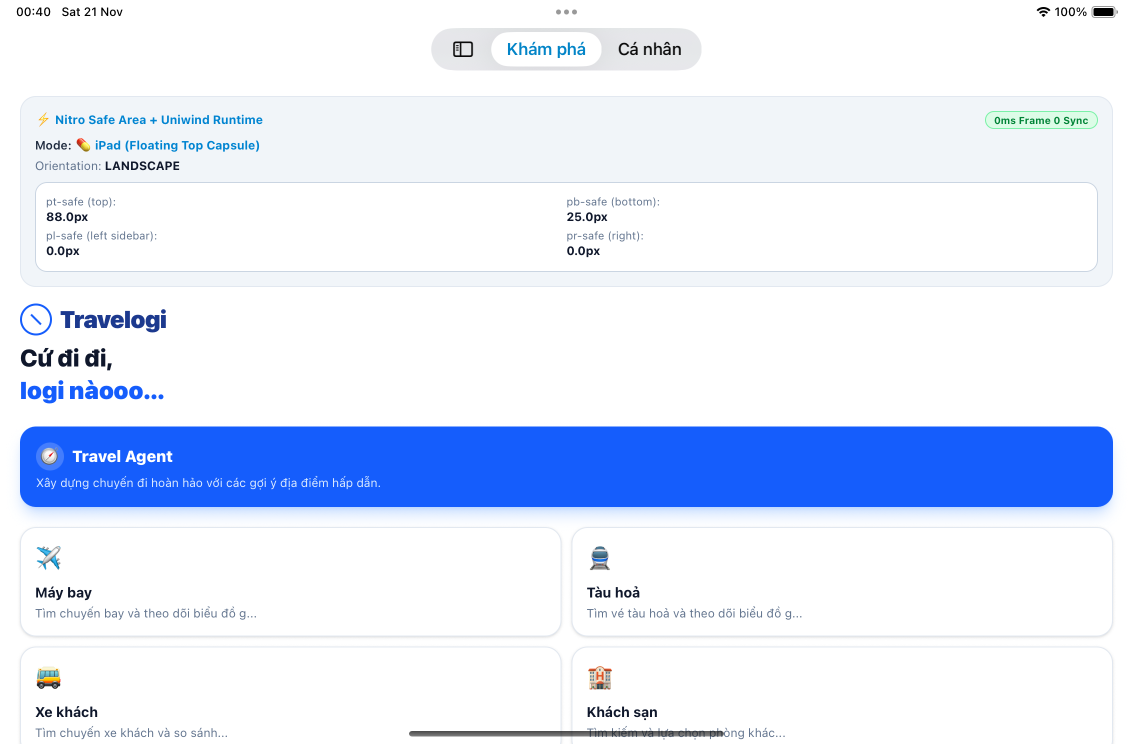 00:40 Sat 21 Nov
100%
Khám phá
Cá nhân
⚡ Nitro Safe Area + Uniwind Runtime
0ms Frame 0 Sync
Mode: 💊 iPad (Floating Top Capsule)
Orientation: LANDSCAPE
pt-safe (top):
88.0px
pb-safe (bottom):
25.0px
pl-safe (left sidebar):
0.0px
pr-safe (right):
0.0px
Travelogi
Cứ đi đi,
logi nàooo...
Travel Agent
Xây dựng chuyến đi hoàn hảo với các gợi ý địa điểm hấp dẫn.
Máy bay
Tìm chuyến bay và theo dõi biểu đồ g...
Tàu hoả
Tìm vé tàu hoả và theo dõi biểu đồ g...
Xe khách
Tìm chuyến xe khách và so sánh...
Khách sạn
Tìm kiếm và lựa chọn phòng khác...